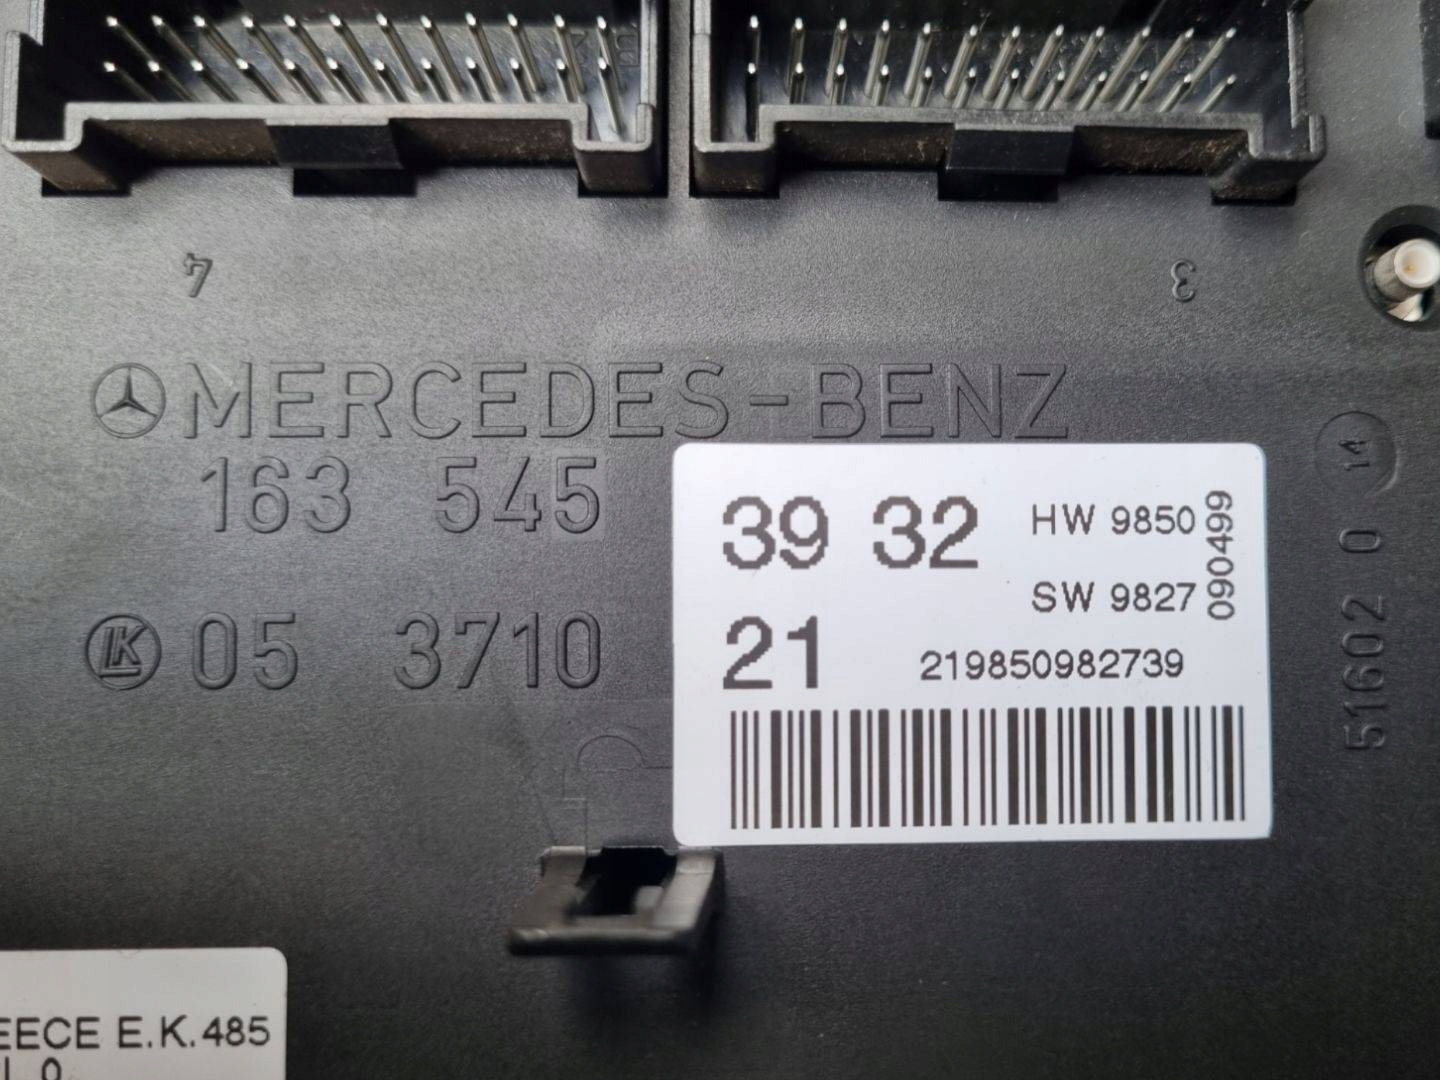 4
3
MERCEDES-BENZ
163 545
39 32
HW 9850
SW 9827
090499
LK 05 3710
21
219850982739
14
51602 0
EECE E.K.485